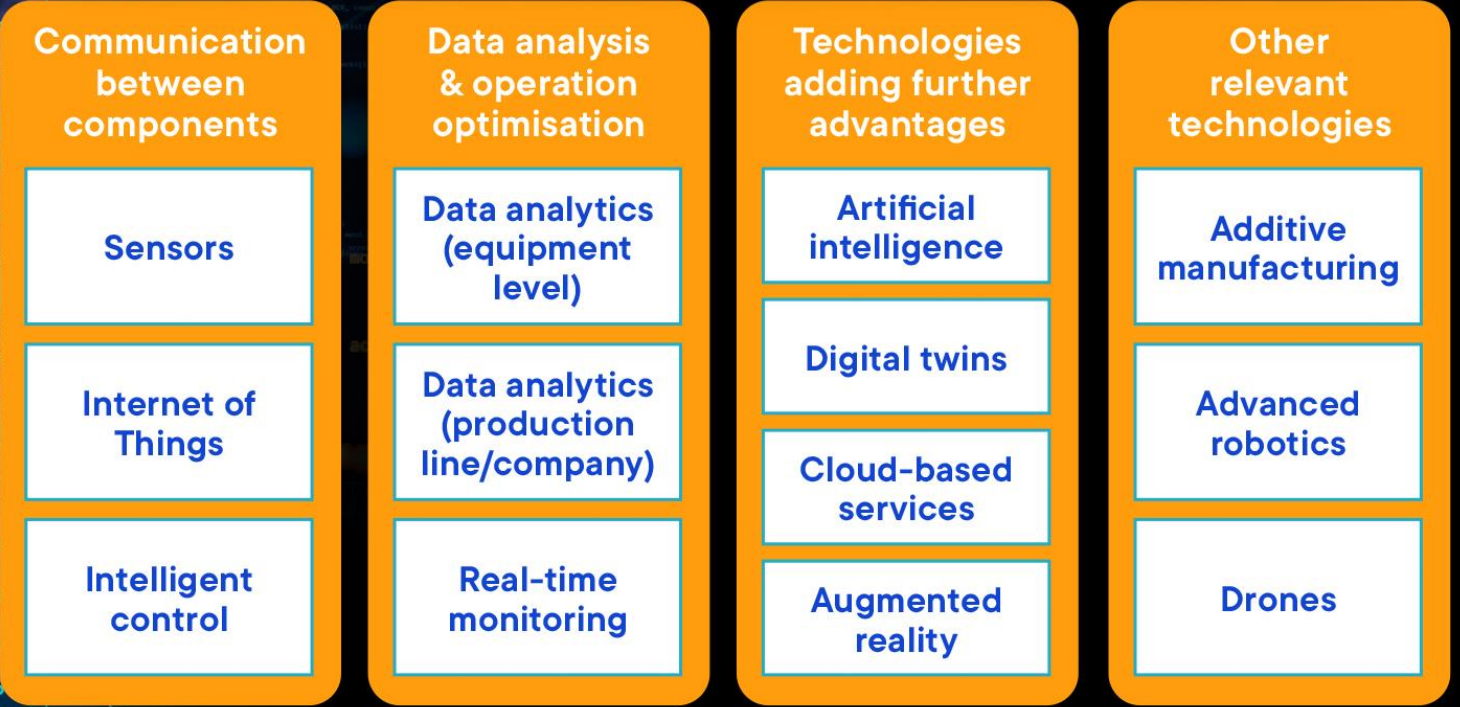 Communication
between
components
Sensors
Internet of
Things
Intelligent
control
Data analysis
& operation
optimisation
Data analytics
(equipment
level)
Data analytics
(production
line/company)
Real-time
monitoring
Technologies
adding further
advantages
Artificial
intelligence
Digital twins
Cloud-based
services
Augmented
reality
Other
relevant
technologies
Additive
manufacturing
Advanced
robotics
Drones